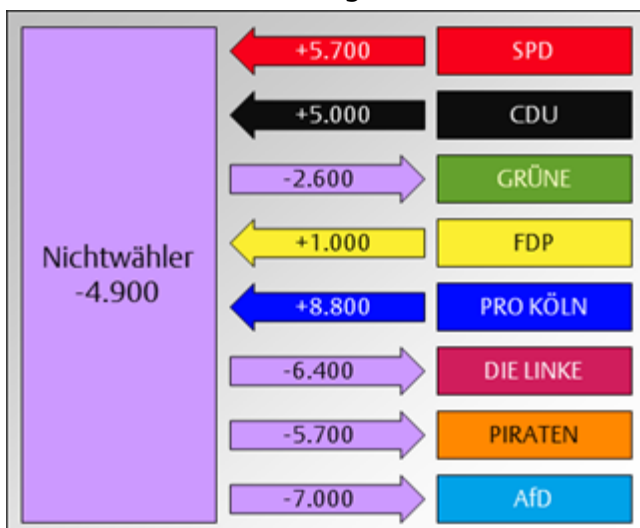 Nichtwähler
-4.900
+5.700 SPD
+5.000 CDU
-2.600 GRÜNE
+1.000 FDP
+8.800 PRO KÖLN
-6.400 DIE LINKE
-5.700 PIRATEN
-7.000 AfD